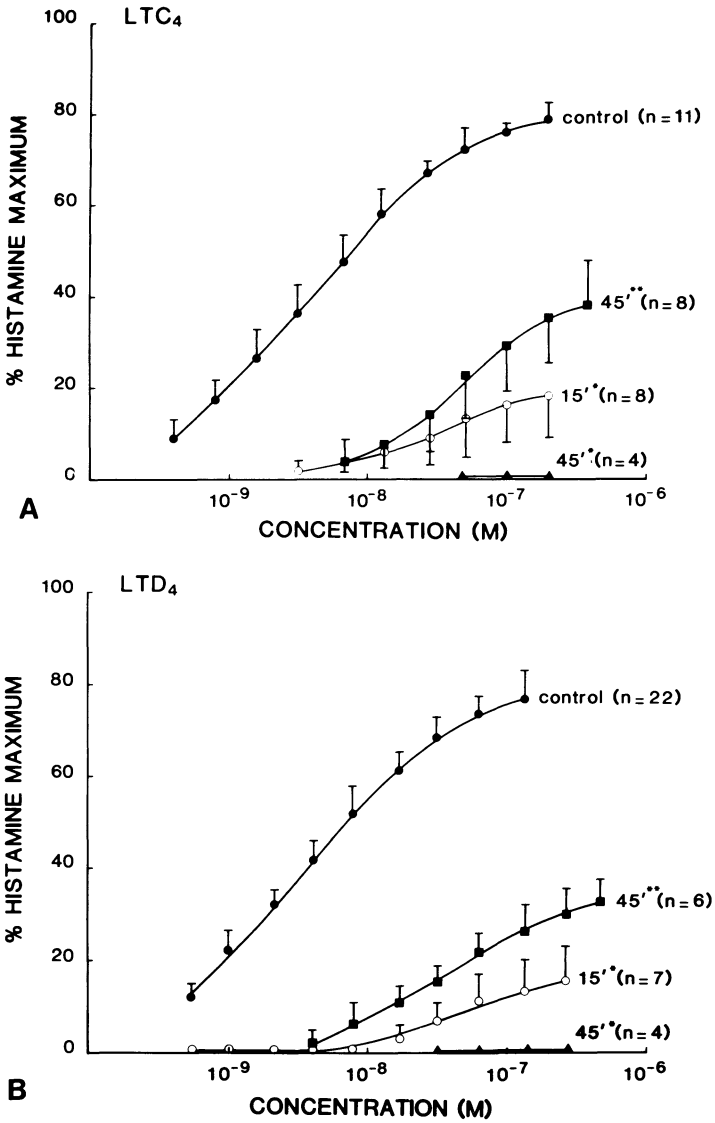 LTC4
100
80
60
40
20
0
% HISTAMINE MAXIMUM
control (n=11)
45'** (n=8)
15'* (n=8)
45'* (n=4)
10-9
10-8
10-7
10-6
CONCENTRATION (M)
A
LTD4
100
80
60
40
20
0
% HISTAMINE MAXIMUM
control (n=22)
45'** (n=6)
15'* (n=7)
45'* (n=4)
10-9
10-8
10-7
10-6
CONCENTRATION (M)
B